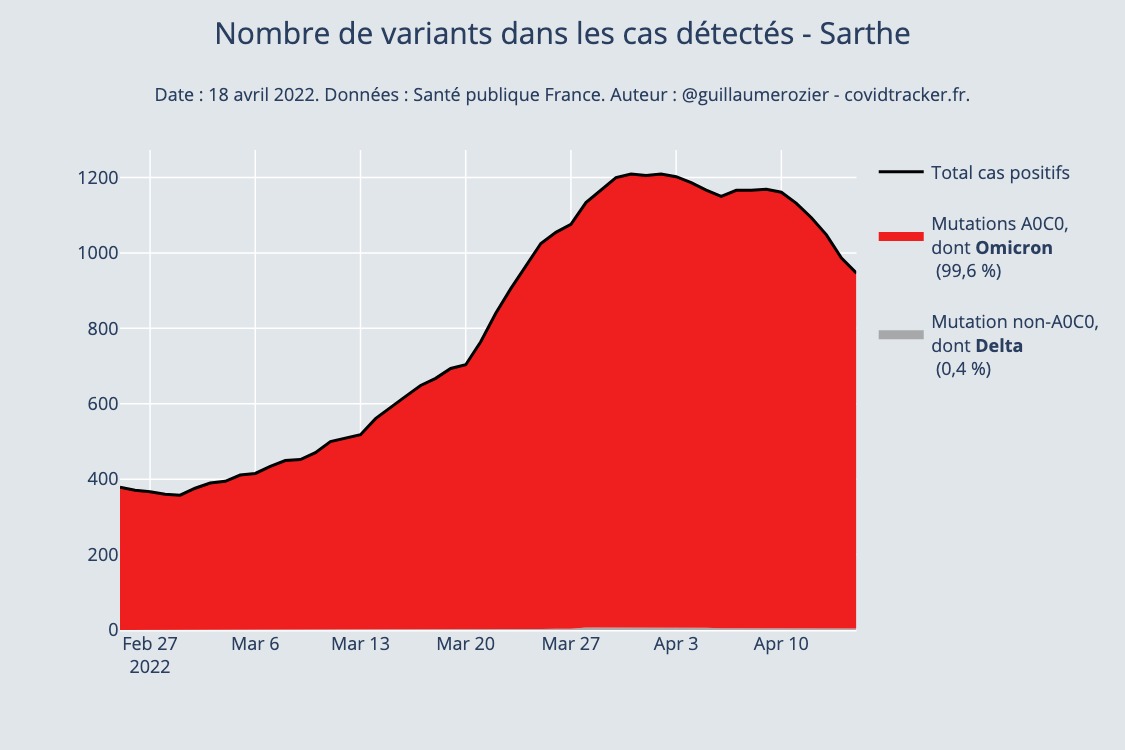 Nombre de variants dans les cas détectés - Sarthe
Date : 18 avril 2022. Données : Santé publique France. Auteur : @guillaumerozier - covidtracker.fr.
1200
1000
800
600
400
200
0
Feb 27
2022
Mar 6
Mar 13
Mar 20
Mar 27
Apr 3
Apr 10
Total cas positifs
Mutations A0C0,
dont Omicron
(99,6 %)
Mutation non-A0C0,
dont Delta
(0,4 %)